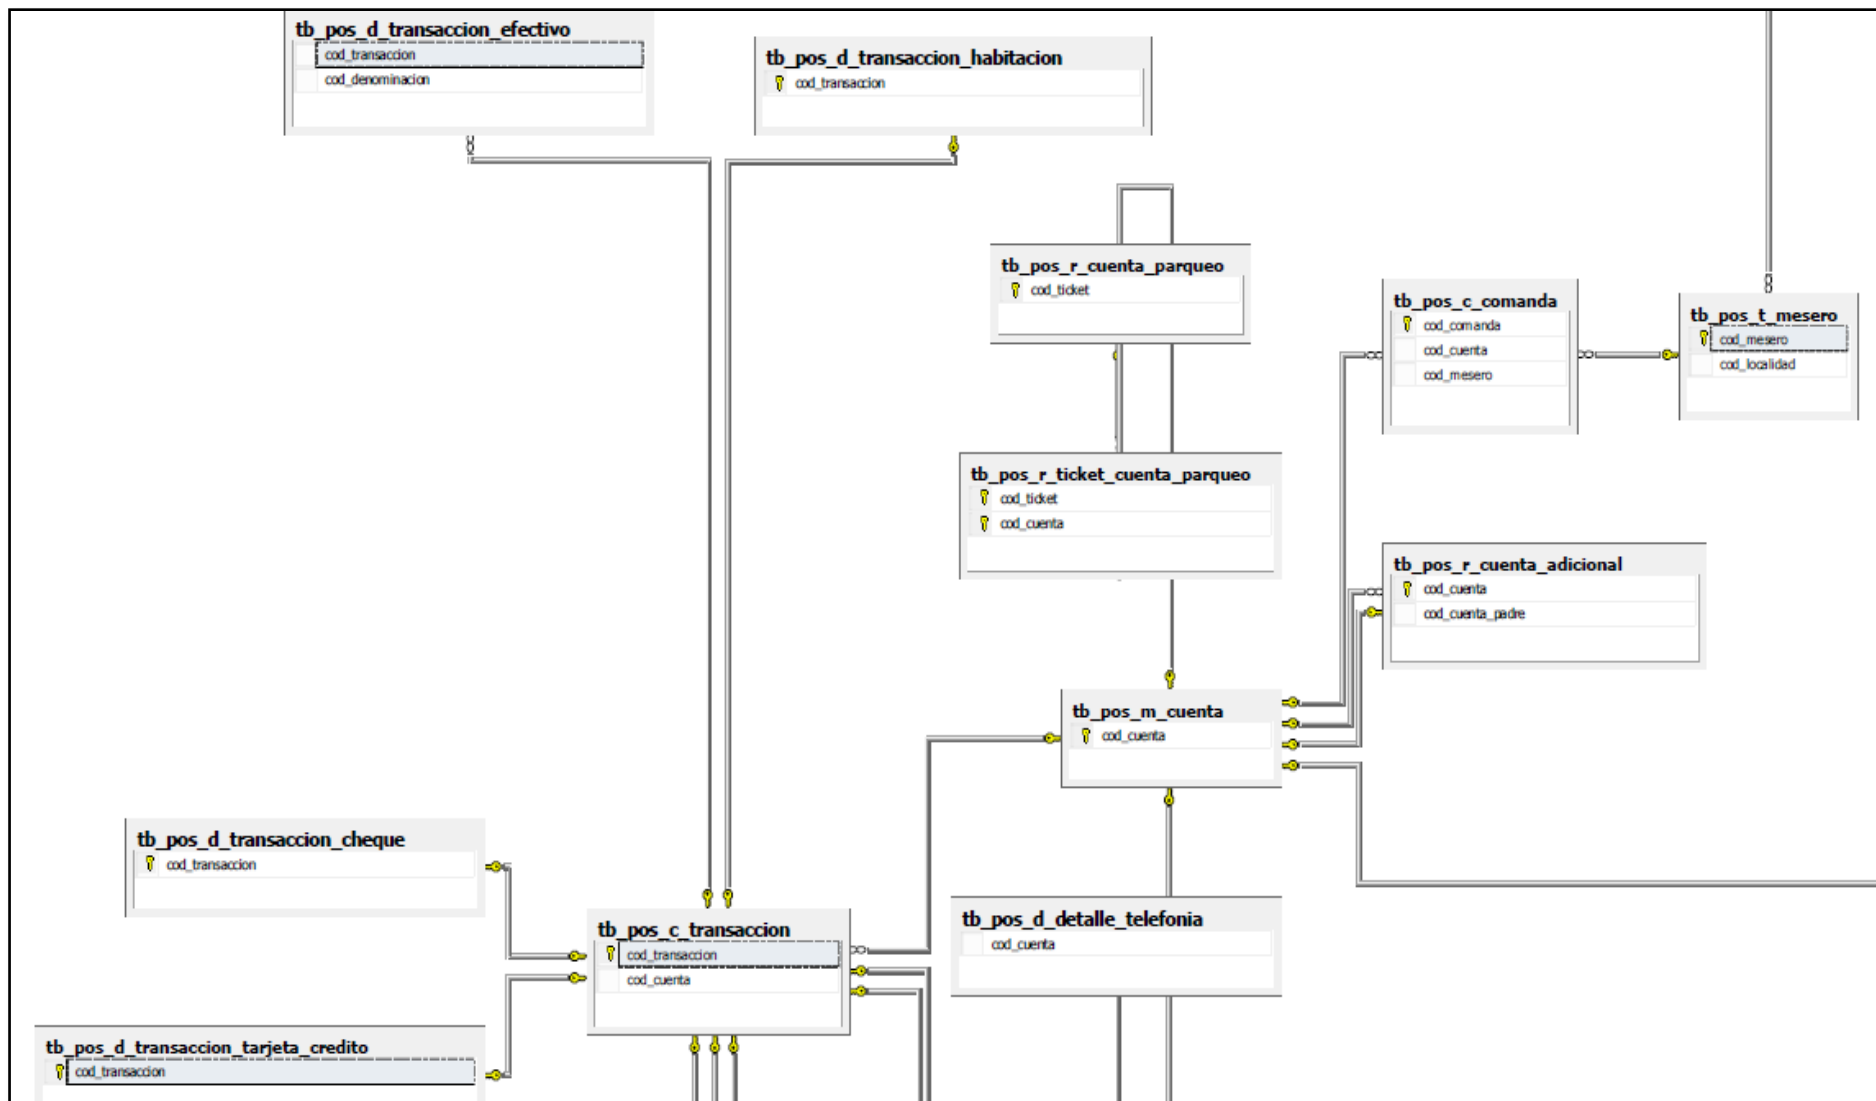 tb_pos_d_transaccion_efectivo
cod_transaccion
cod_denominacion
tb_pos_d_transaccion_habitacion
cod_transaccion
tb_pos_r_cuenta_parqueo
cod_ticket
tb_pos_c_comanda
cod_comanda
cod_cuenta
cod_mesero
tb_pos_t_mesero
cod_mesero
cod_localidad
tb_pos_r_ticket_cuenta_parqueo
cod_ticket
cod_cuenta
tb_pos_r_cuenta_adicional
cod_cuenta
cod_cuenta_padre
tb_pos_m_cuenta
cod_cuenta
tb_pos_d_transaccion_cheque
cod_transaccion
tb_pos_c_transaccion
cod_transaccion
cod_cuenta
tb_pos_d_detalle_telefonia
cod_cuenta
tb_pos_d_transaccion_tarjeta_credito
cod_transaccion